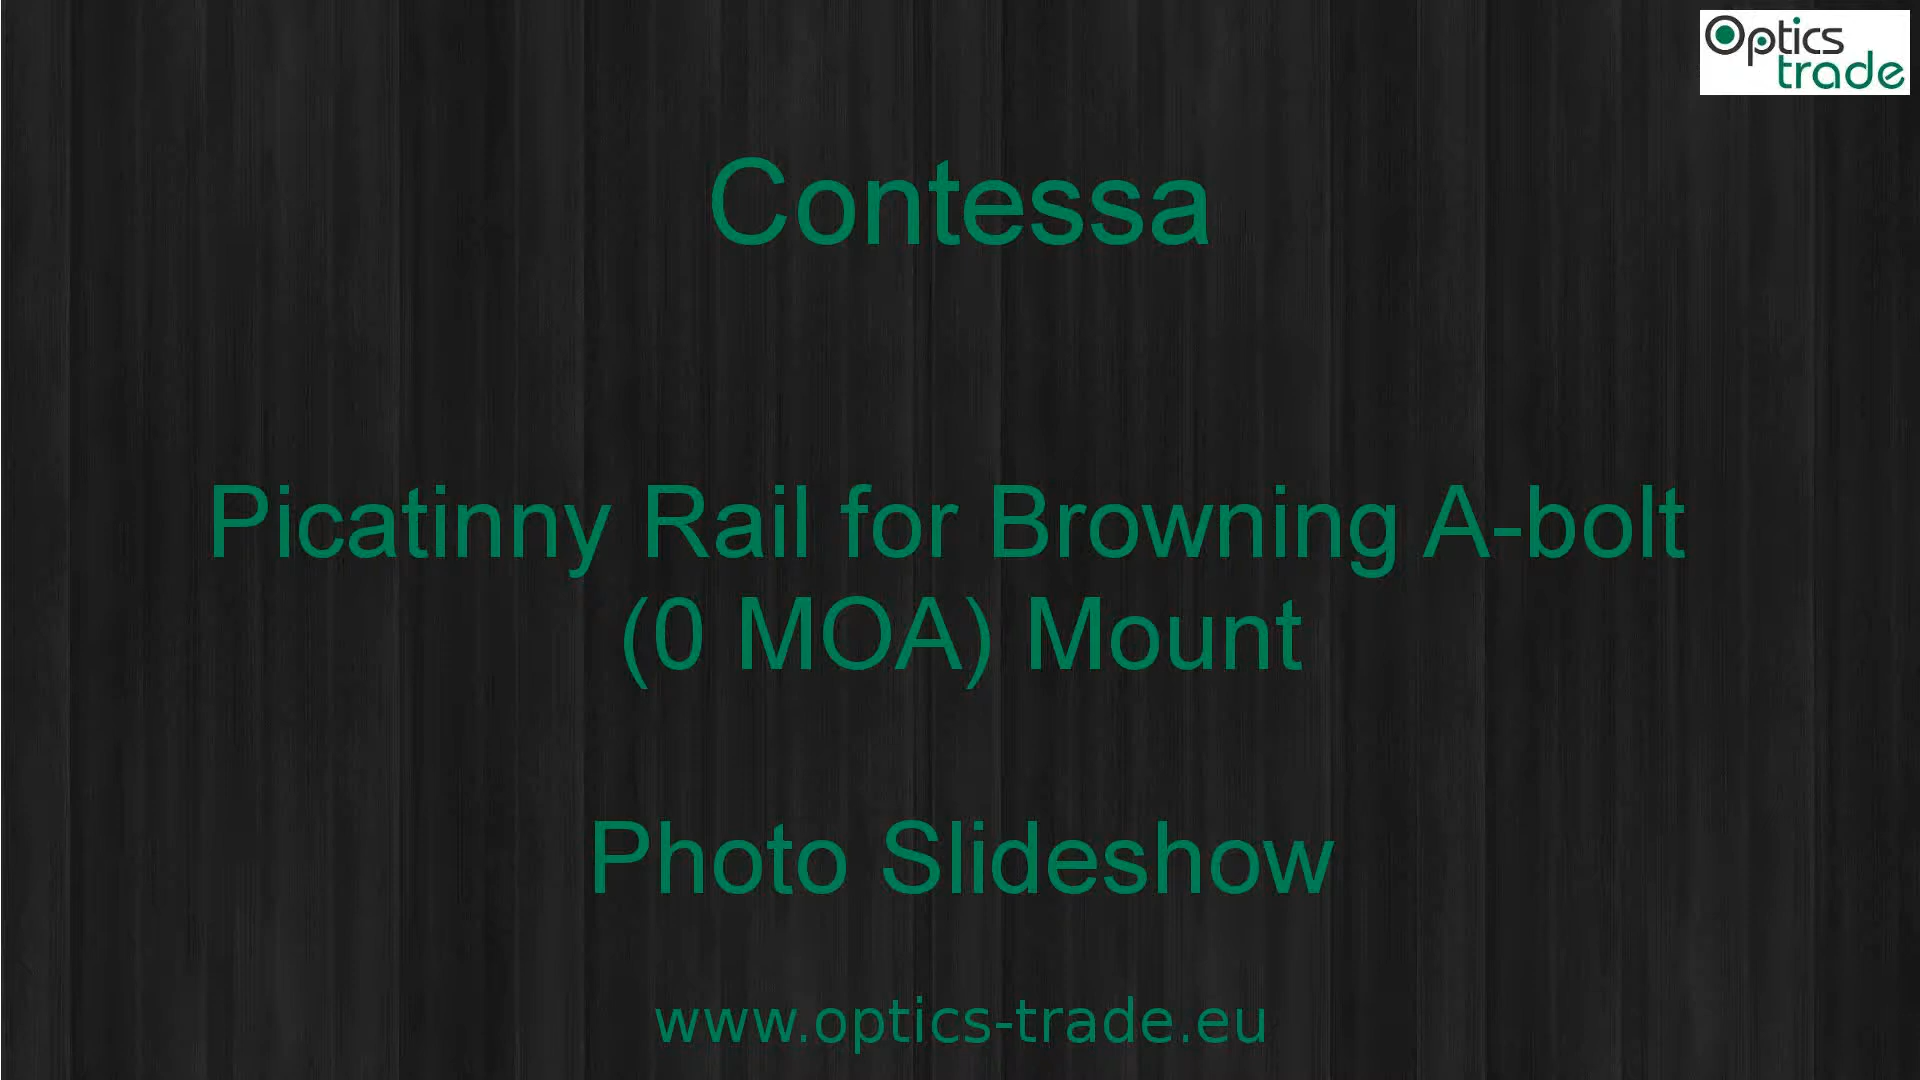 Optics
trade
Contessa
Picatinny Rail for Browning A-bolt
(0 MOA) Mount
Photo Slideshow
www.optics-trade.eu